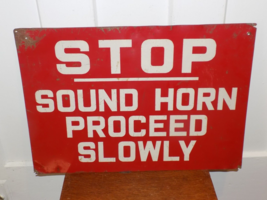 STOP
SOUND HORN
PROCEED
SLOWLY